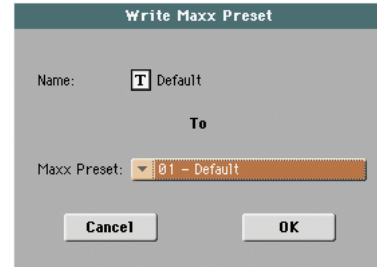 Write Maxx Preset
Name: T Default
To
Maxx Preset: 01 - Default
Cancel OK